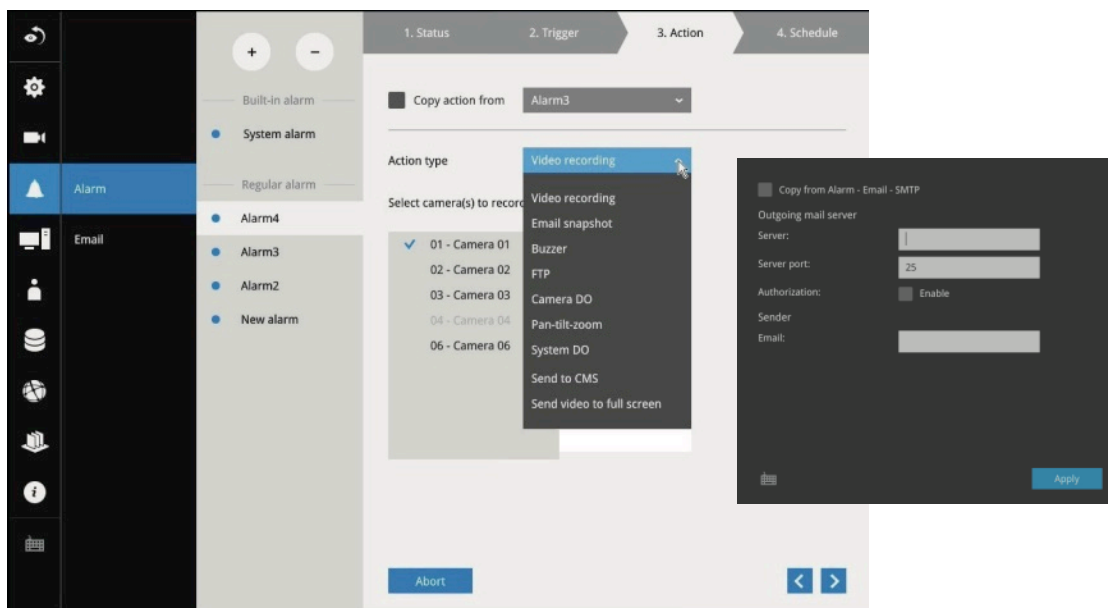 1. Status
2. Trigger
3. Action
4. Schedule
+
-
Built-in alarm
System alarm
Regular alarm
Alarm4
Alarm3
Alarm2
New alarm
Alarm
Email
Copy action from
Alarm3
Action type
Video recording
Select camera(s) to record
01 - Camera 01
02 - Camera 02
03 - Camera 03
04 - Camera 04
06 - Camera 06
Video recording
Email snapshot
Buzzer
FTP
Camera DO
Pan-tilt-zoom
System DO
Send to CMS
Send video to full screen
Abort
< >
Copy from Alarm - Email - SMTP
Outgoing mail server
Server:
Server port: 25
Authorization: Enable
Sender
Email:
Apply